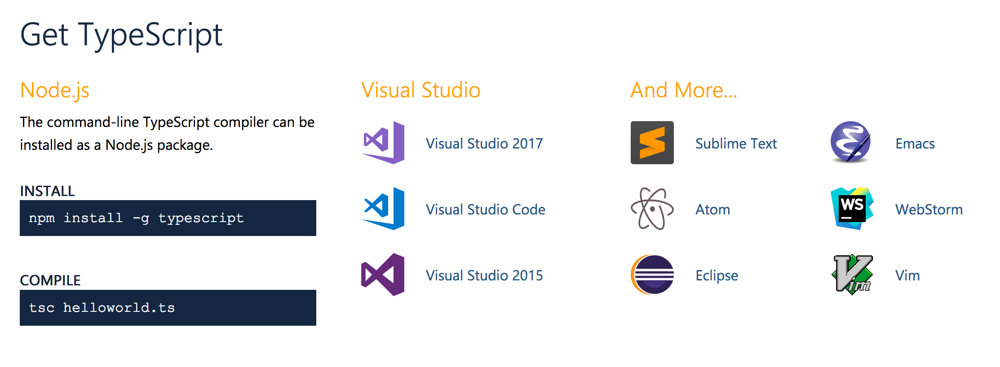 Get TypeScript
Node.js
The command-line TypeScript compiler can be
installed as a Node.js package.
INSTALL
npm install -g typescript
COMPILE
tsc helloworld.ts
Visual Studio
Visual Studio 2017
Visual Studio Code
Visual Studio 2015
And More...
Sublime Text
Emacs
Atom
WS
WebStorm
Eclipse
Vim
Vim